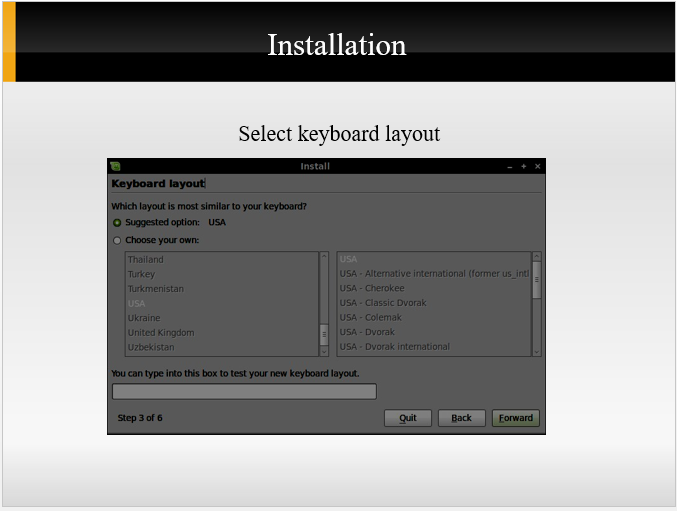 Installation
Select keyboard layout
Install
Keyboard layout
Which layout is most similar to your keyboard?
Suggested option: USA
Choose your own:
Thailand
Turkey
Turkmenistan
USA
Ukraine
United Kingdom
Uzbekistan
USA
USA - Alternative international (former us_intl
USA - Cherokee
USA - Classic Dvorak
USA - Colemak
USA - Dvorak
USA - Dvorak international
You can type into this box to test your new keyboard layout.
Step 3 of 6
Quit
Back
Forward